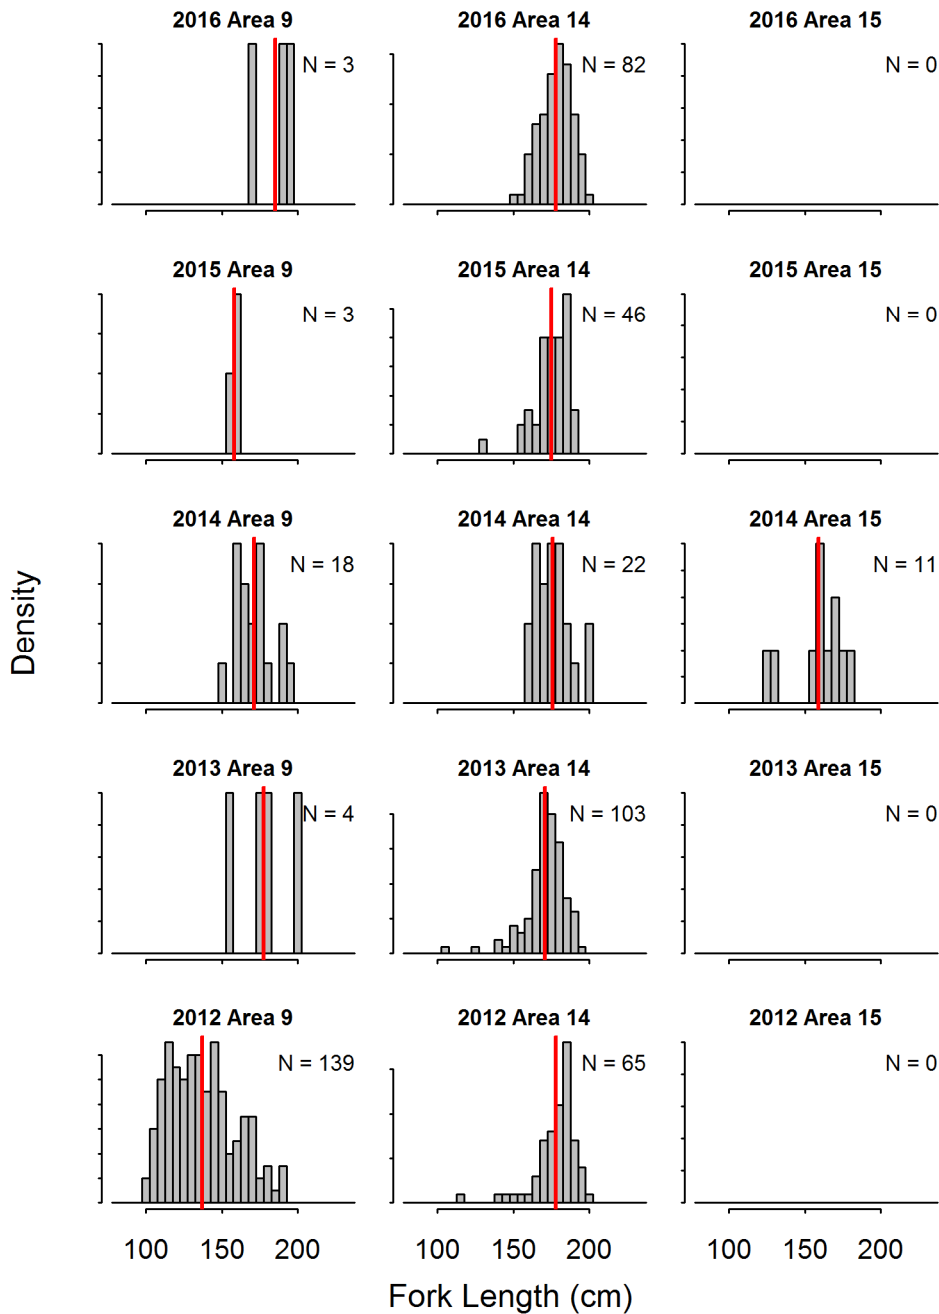 2016 Area 9
2016 Area 14
2016 Area 15
N = 3
N = 82
N = 0
2015 Area 9
2015 Area 14
2015 Area 15
N = 3
N = 46
N = 0
2014 Area 9
2014 Area 14
2014 Area 15
N = 18
N = 22
N = 11
Density
2013 Area 9
2013 Area 14
2013 Area 15
N = 4
N = 103
N = 0
2012 Area 9
2012 Area 14
2012 Area 15
N = 139
N = 65
N = 0
100 150 200
100 150 200
100 150 200
Fork Length (cm)